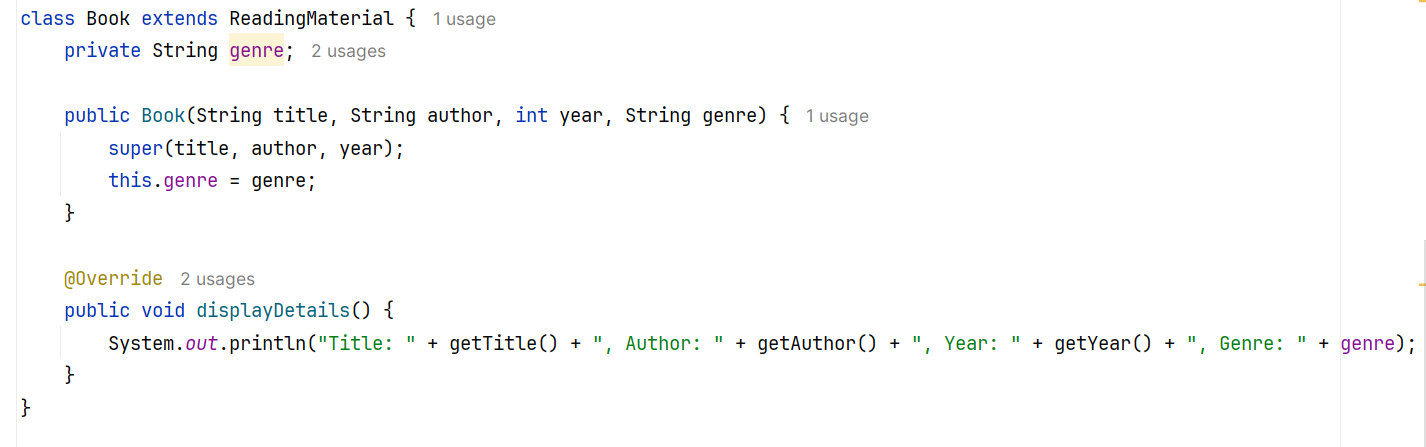 class Book extends ReadingMaterial { 1 usage
    private String genre; 2 usages
    public Book(String title, String author, int year, String genre) { 1 usage
        super(title, author, year);
        this.genre = genre;
    }
    @Override 2 usages
    public void displayDetails() {
        System.out.println("Title: " + getTitle() + ", Author: " + getAuthor() + ", Year: " + getYear() + ", Genre: " + genre);
    }
}